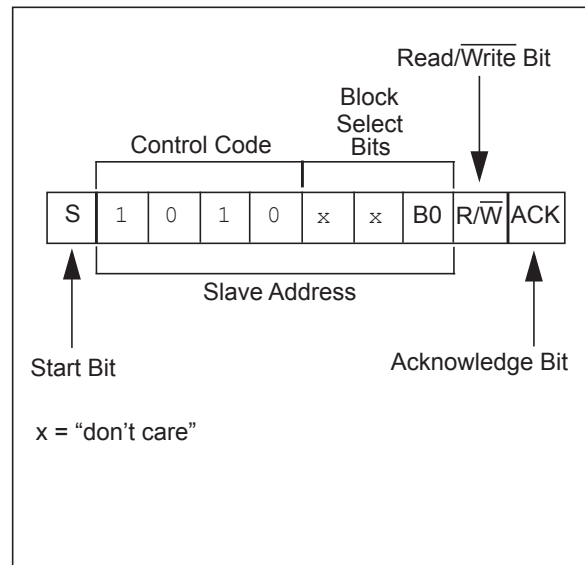 Read/Write Bit
Block
Select
Bits
Control Code
S 1 0 1 0 x x B0 R/W ACK
Slave Address
Start Bit
Acknowledge Bit
x = “don’t care”